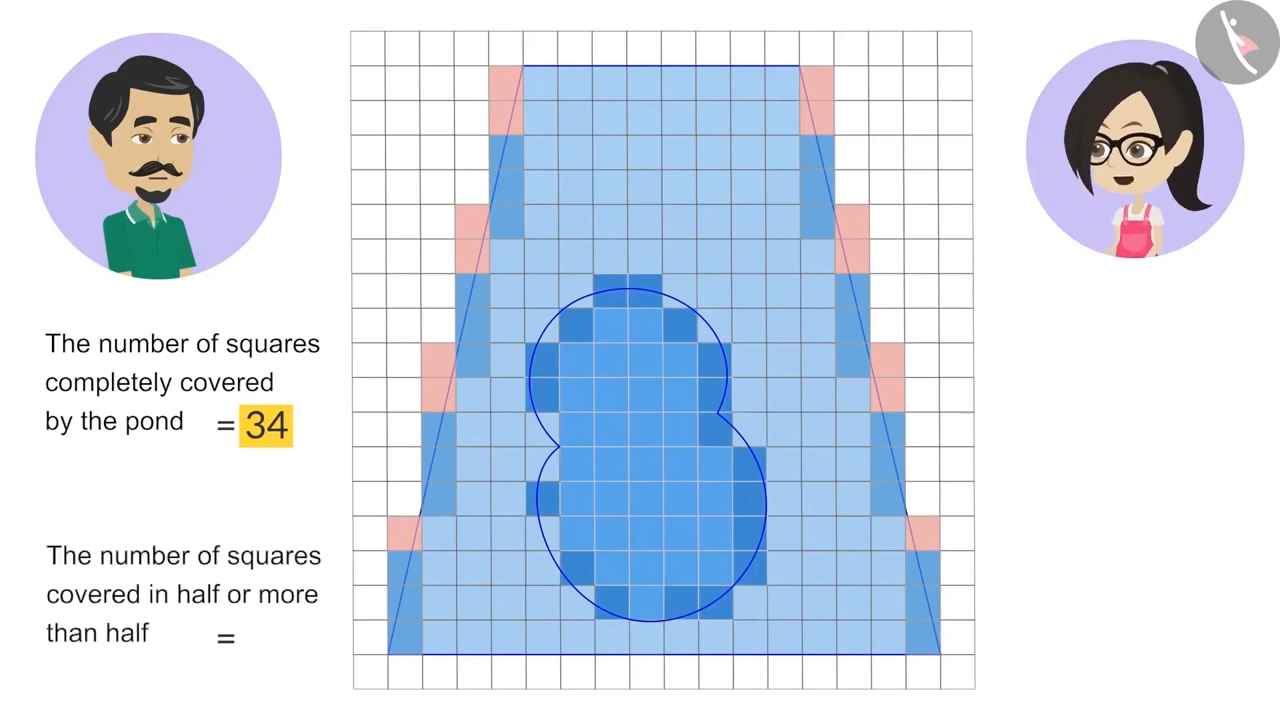 The number of squares
completely covered
by the pond = 34
The number of squares
covered in half or more
than half =